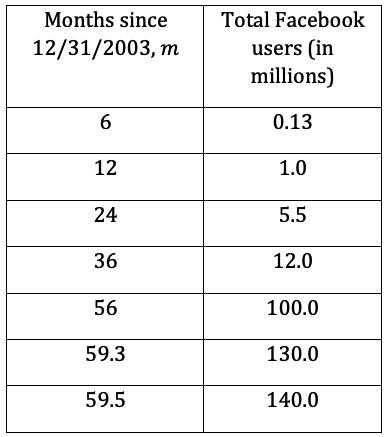 Months since
12/31/2003, m
Total Facebook
users (in
millions)
6 0.13
12 1.0
24 5.5
36 12.0
56 100.0
59.3 130.0
59.5 140.0